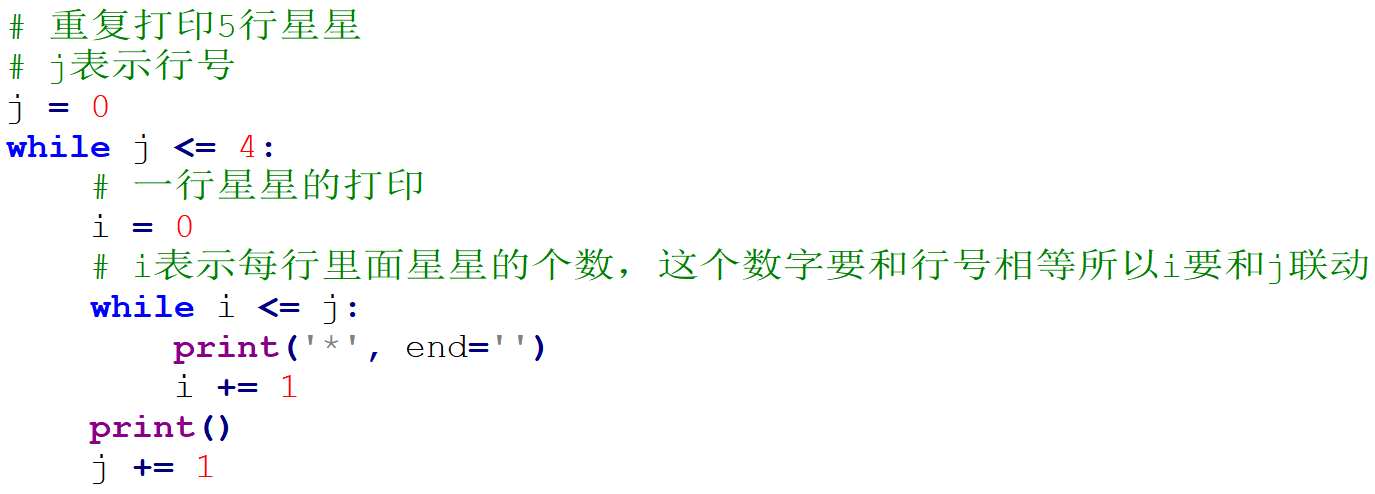 # 重复打印5行星星
# j表示行号
j = 0
while j <= 4:
    # 一行星星的打印
    i = 0
    # i表示每行里面星星的个数，这个数字要和行号相等所以i要和j联动
    while i <= j:
        print('*', end='')
        i += 1
    print()
    j += 1